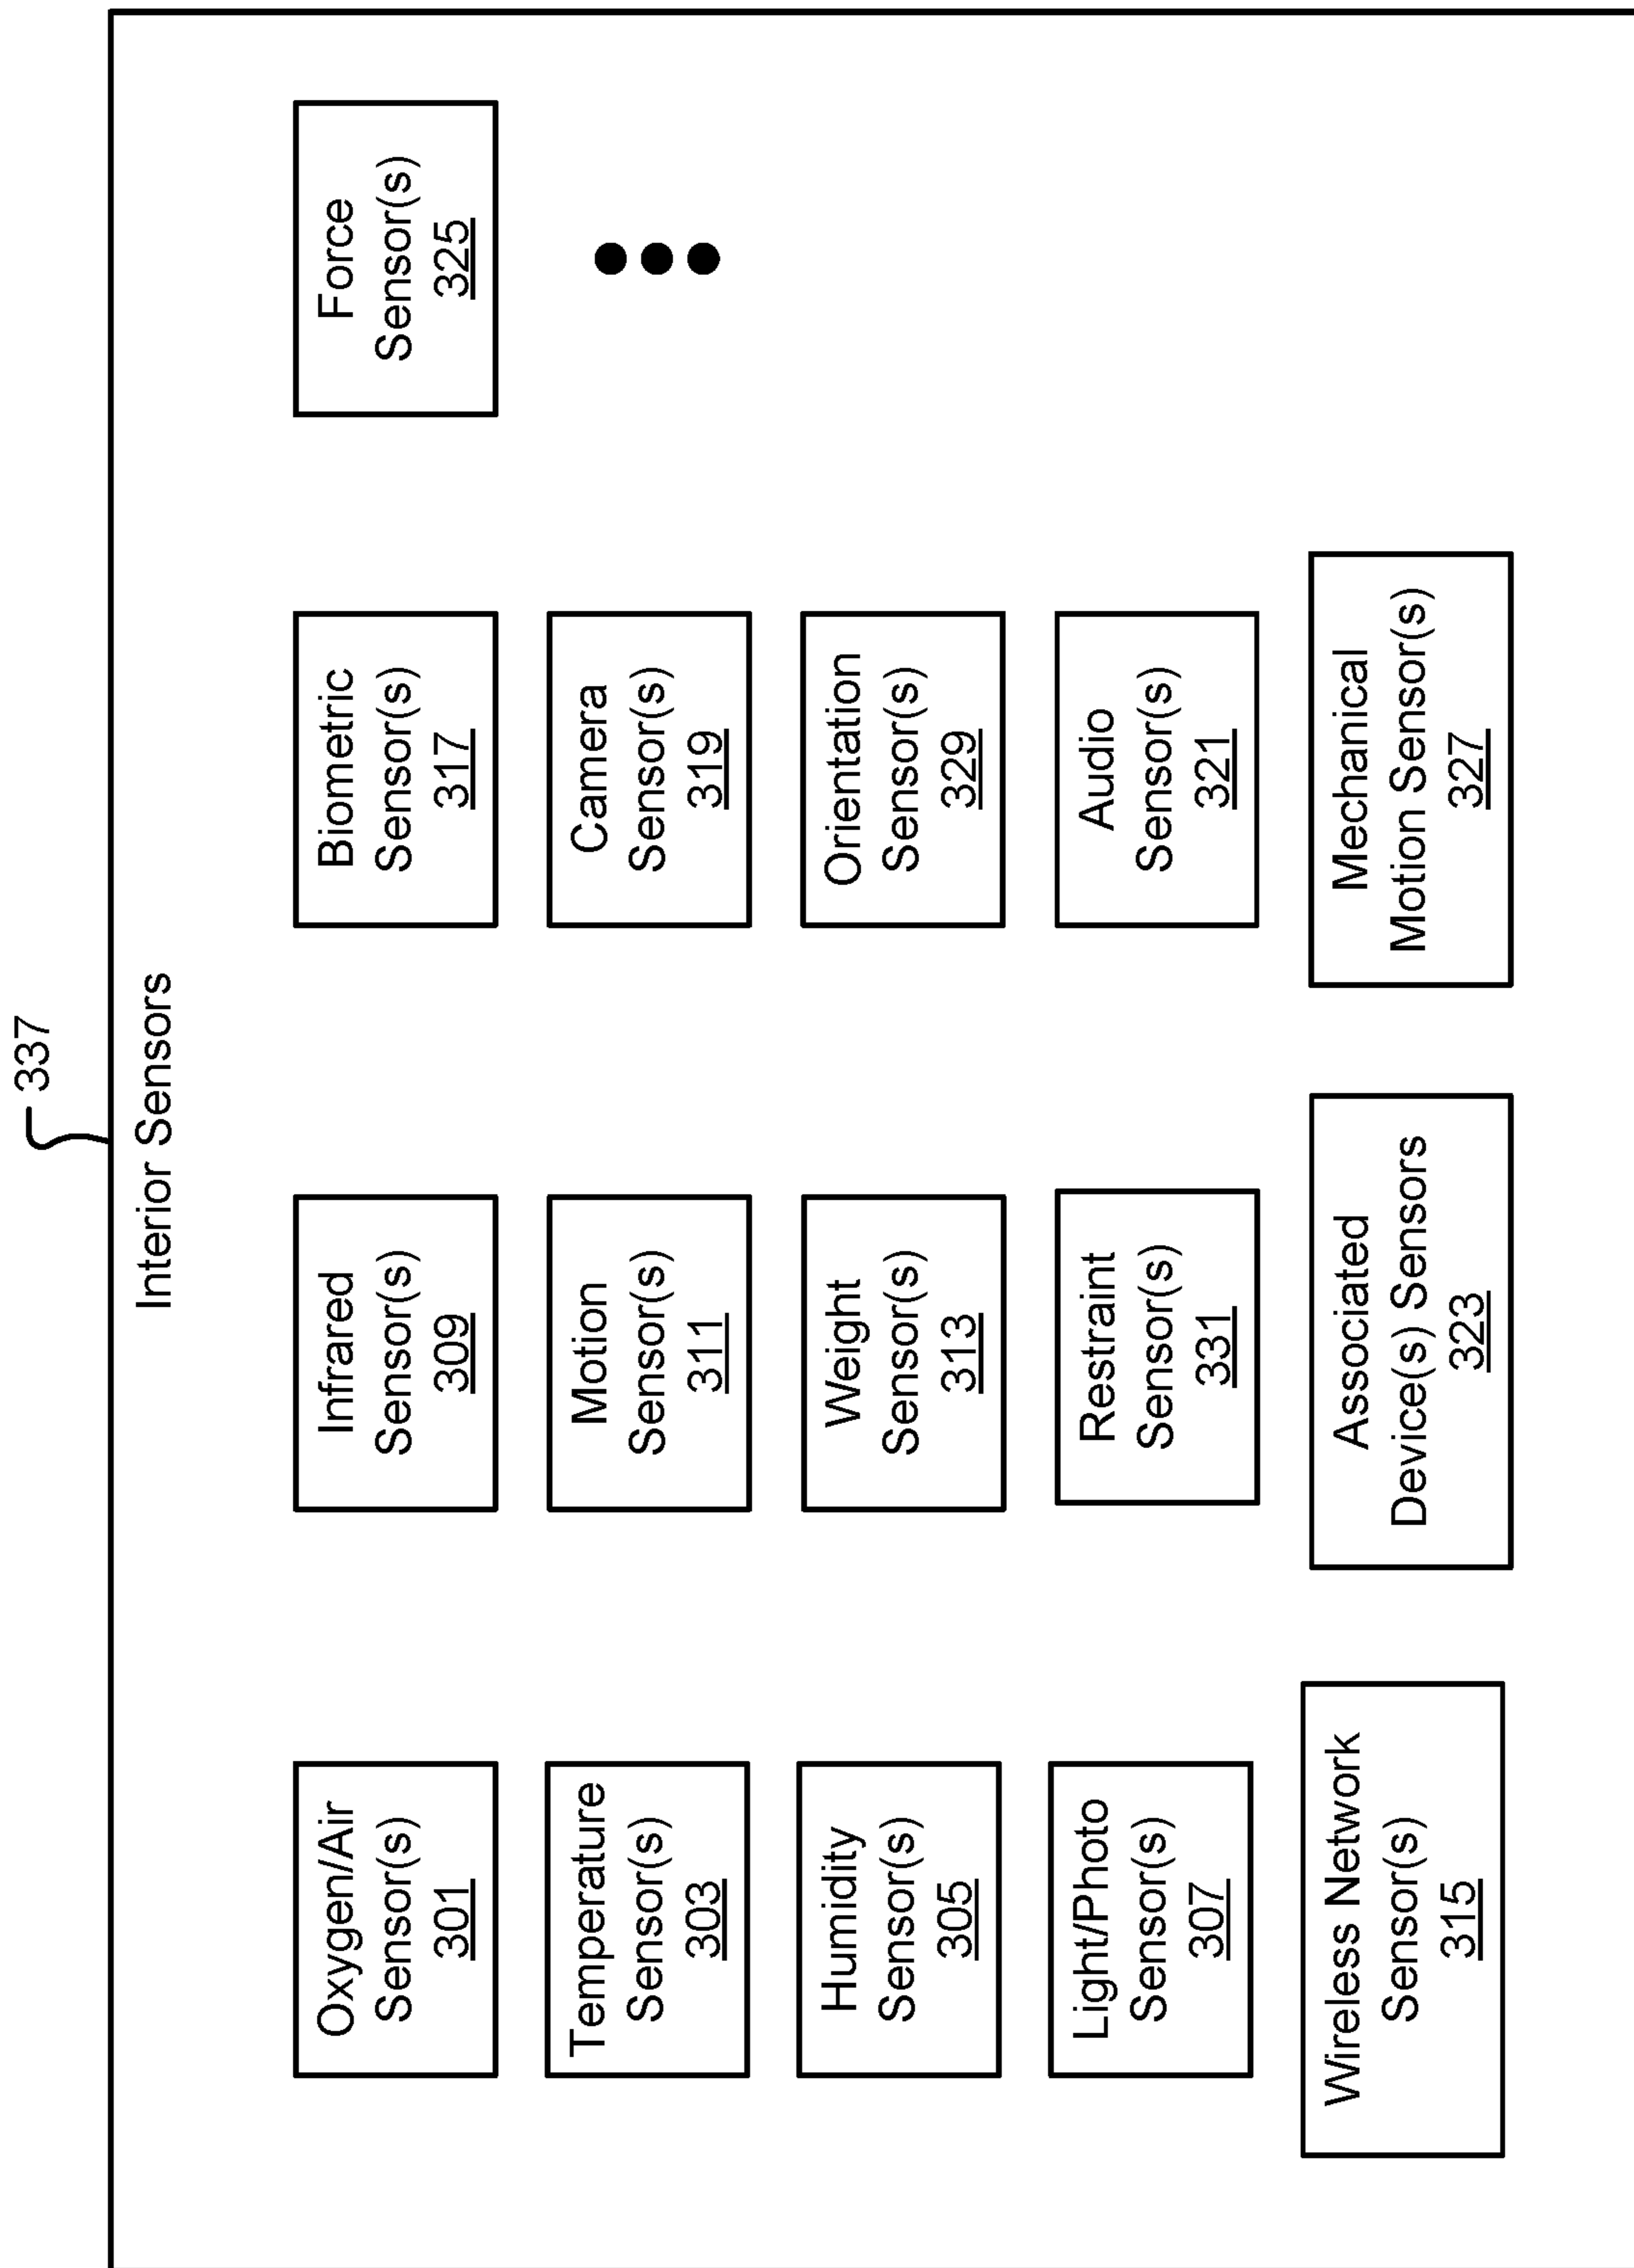 337
Interior Sensors
Oxygen/Air
Sensor(s)
301
Temperature
Sensor(s)
303
Humidity
Sensor(s)
305
Light/Photo
Sensor(s)
307
Wireless Network
Sensor(s)
315
Infrared
Sensor(s)
309
Motion
Sensor(s)
311
Weight
Sensor(s)
313
Restraint
Sensor(s)
331
Associated
Device(s) Sensors
323
Biometric
Sensor(s)
317
Camera
Sensor(s)
319
Orientation
Sensor(s)
329
Audio
Sensor(s)
321
Mechanical
Motion Sensor(s)
327
Force
Sensor(s)
325